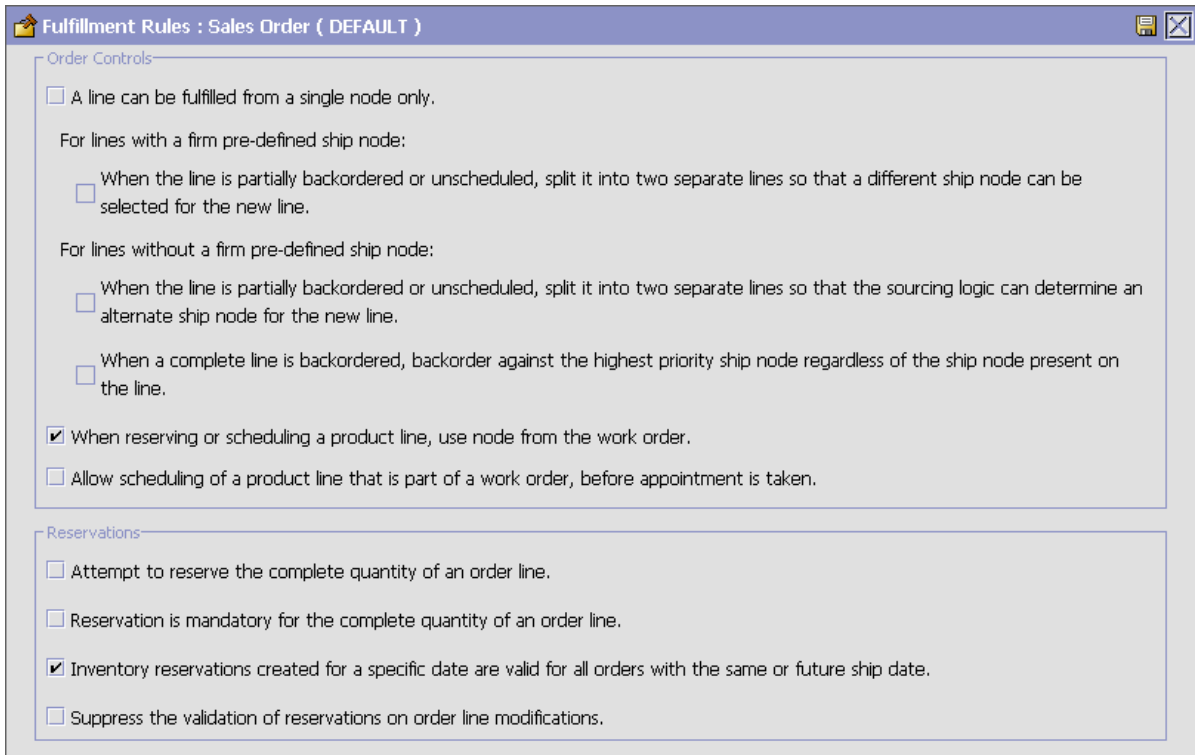 Fulfillment Rules : Sales Order ( DEFAULT )
Order Controls
A line can be fulfilled from a single node only.
For lines with a firm pre-defined ship node:
When the line is partially backordered or unscheduled, split it into two separate lines so that a different ship node can be
selected for the new line.
For lines without a firm pre-defined ship node:
When the line is partially backordered or unscheduled, split it into two separate lines so that the sourcing logic can determine an
alternate ship node for the new line.
When a complete line is backordered, backorder against the highest priority ship node regardless of the ship node present on
the line.
When reserving or scheduling a product line, use node from the work order.
Allow scheduling of a product line that is part of a work order, before appointment is taken.
Reservations
Attempt to reserve the complete quantity of an order line.
Reservation is mandatory for the complete quantity of an order line.
Inventory reservations created for a specific date are valid for all orders with the same or future ship date.
Suppress the validation of reservations on order line modifications.